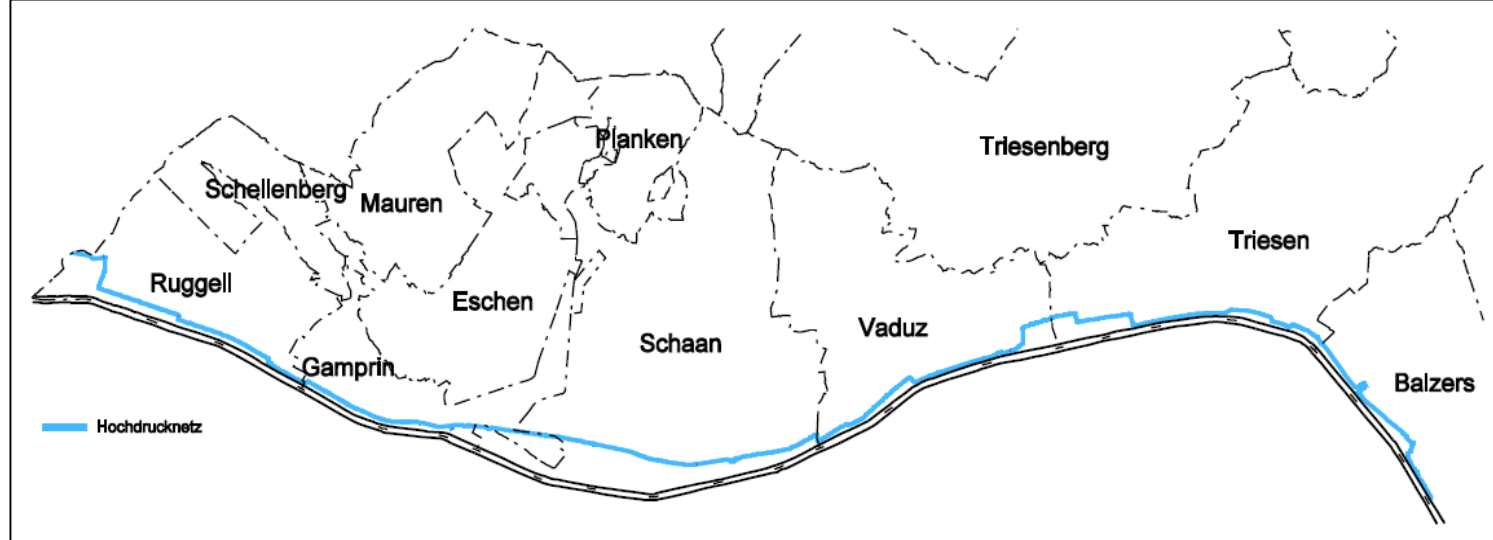 Planken
Triesenberg
Schellenberg
Mauren
Triesen
Ruggell
Eschen
Vaduz
Schaan
Gamprin
Balzers
Hochdrucknetz